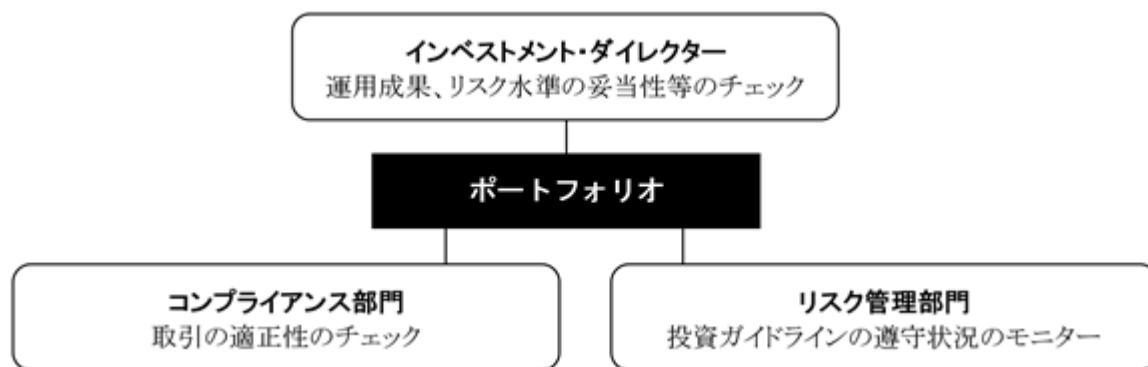 インベストメント・ダイレクター
運用成果、リスク水準の妥当性等のチェック
ポートフォリオ
コンプライアンス部門
取引の適正性のチェック
リスク管理部門
投資ガイドラインの遵守状況のモニター